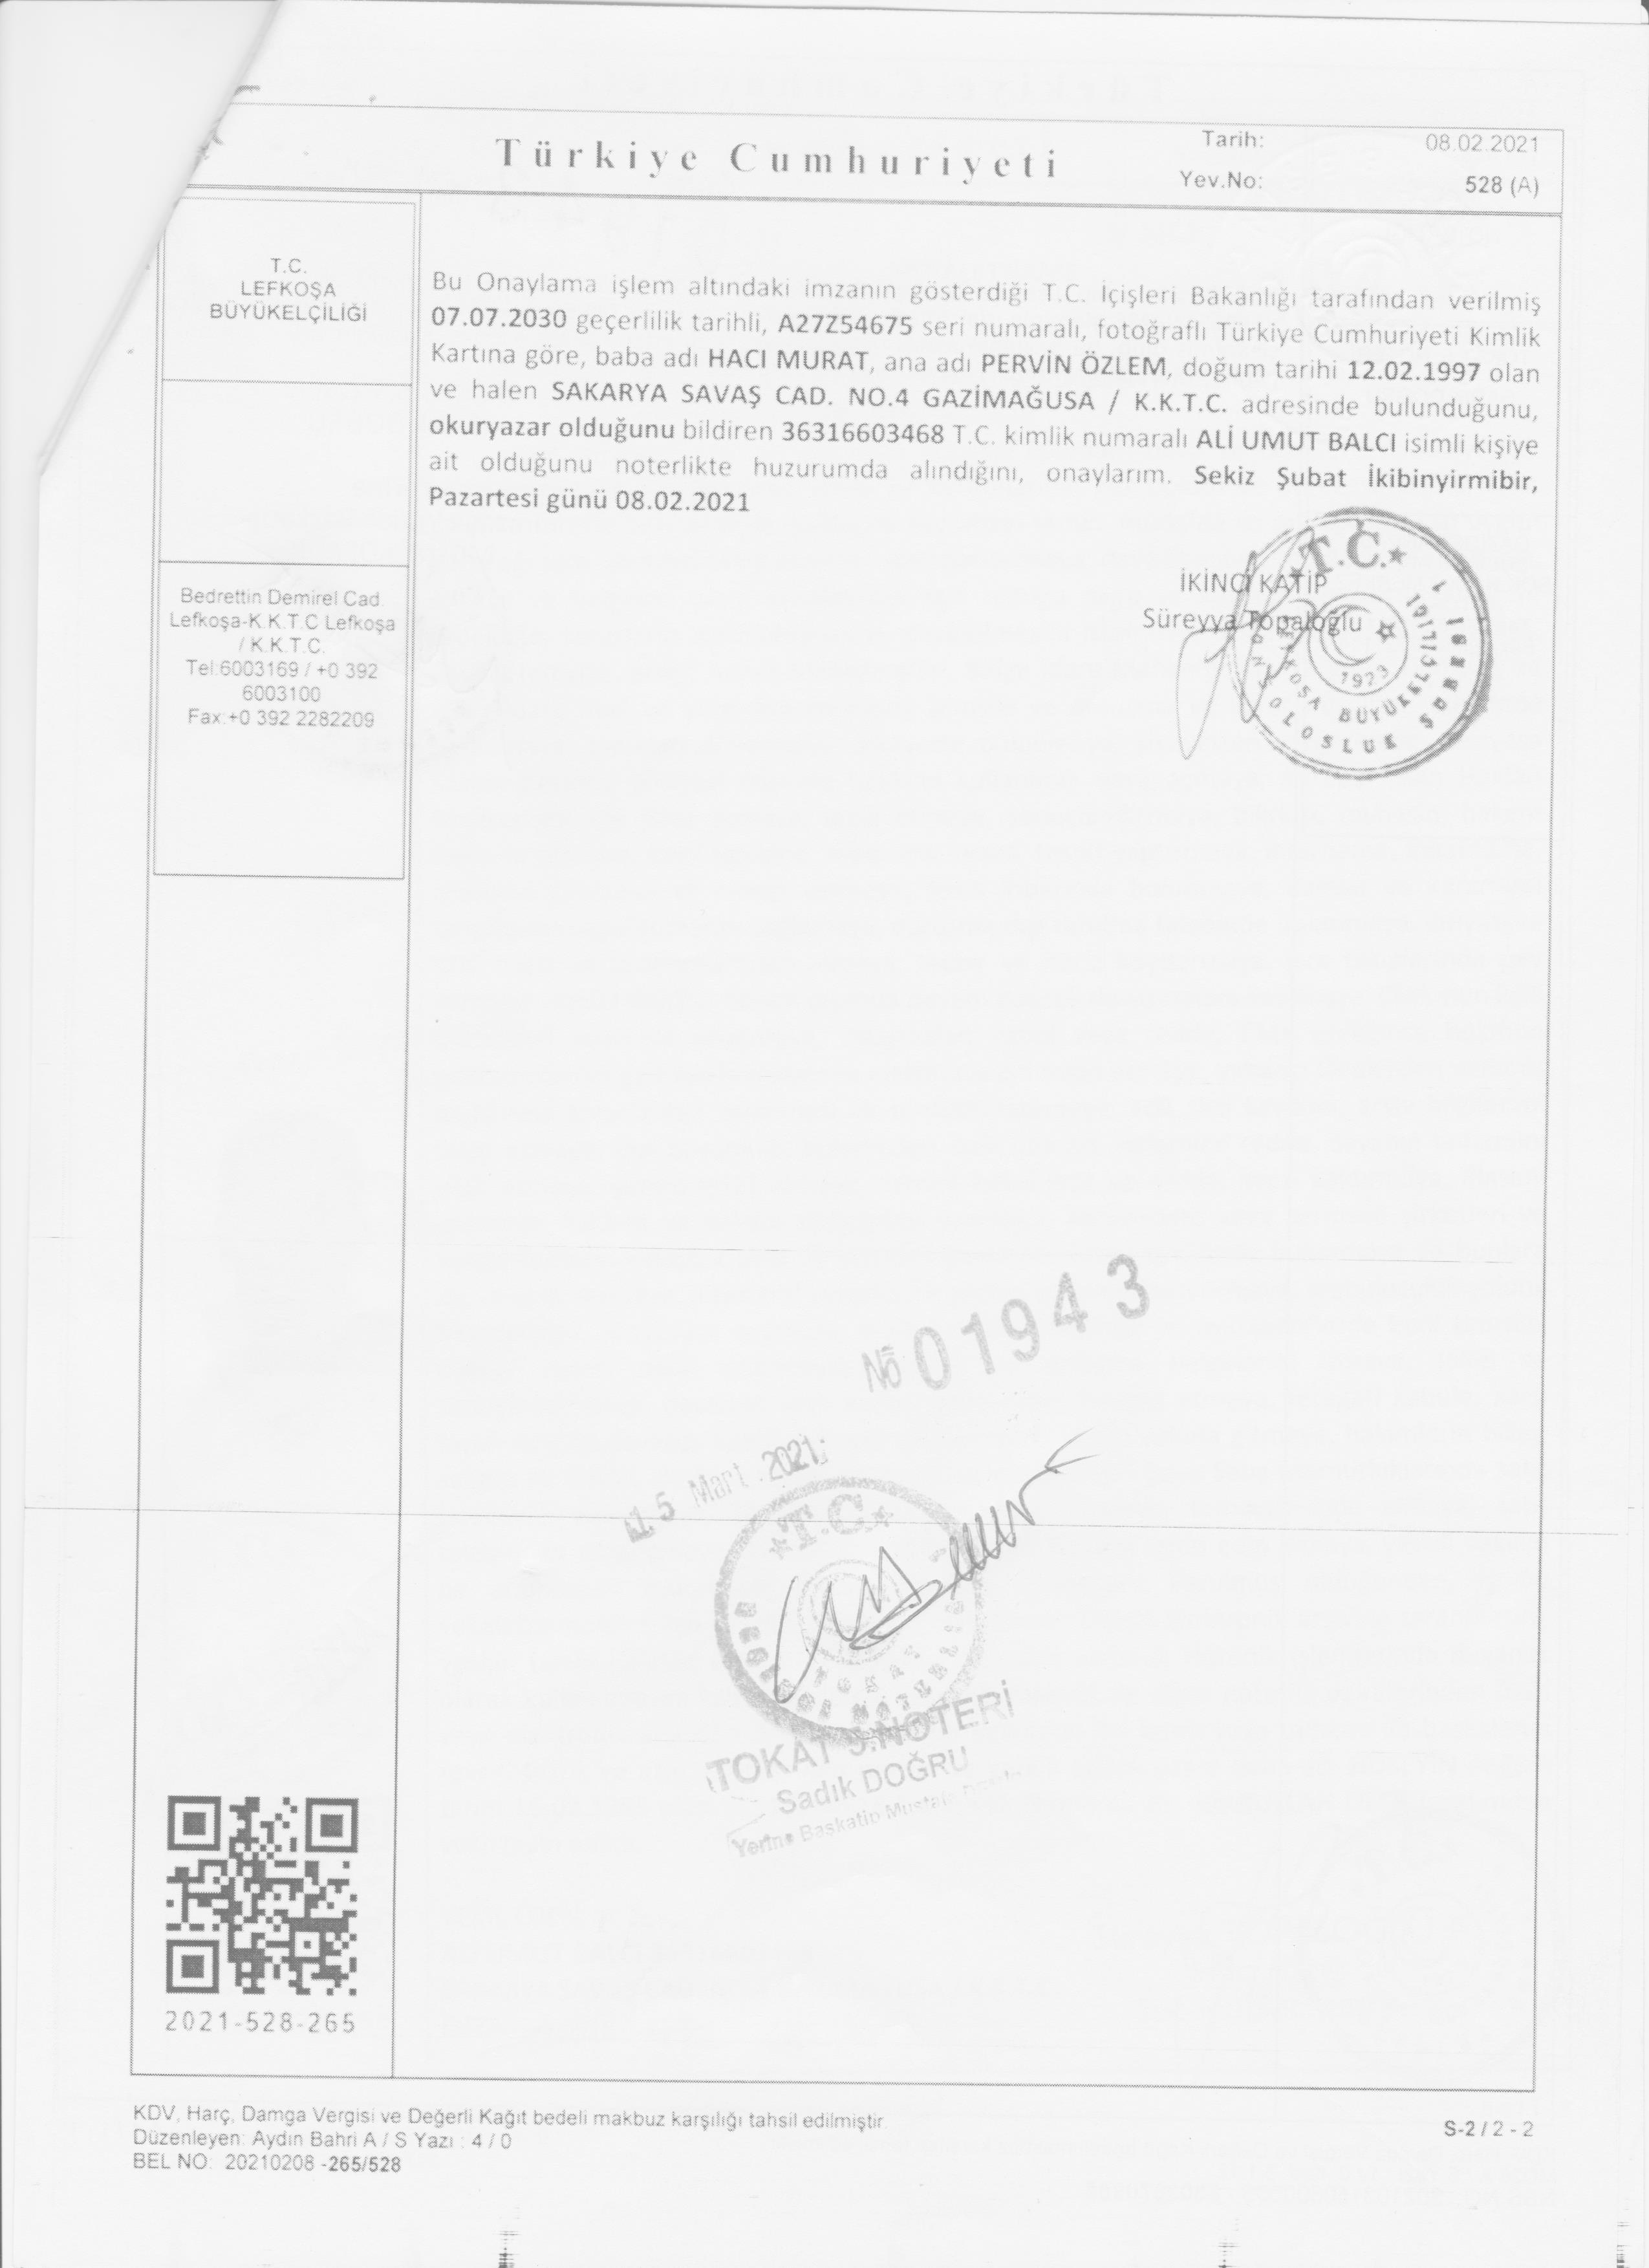 Türkiye Cumhuriyeti
Tarih: 08.02.2021
Yev.No: 528 (A)
T.C.
LEFKOŞA
BÜYÜKELÇİLİĞİ
Bedrettin Demirel Cad.
Lefkoşa-K.K.T.C Lefkoşa
/ K.K.T.C.
Tel:6003169 / +0 392
6003100
Fax:+0 392 2282209
Bu Onaylama işlem altındaki imzanın gösterdiği T.C. İçişleri Bakanlığı tarafından verilmiş
07.07.2030 geçerlilik tarihli, A27Z54675 seri numaralı, fotoğraflı Türkiye Cumhuriyeti Kimlik
Kartına göre, baba adı HACI MURAT, ana adı PERVİN ÖZLEM, doğum tarihi 12.02.1997 olan
ve halen SAKARYA SAVAŞ CAD. NO.4 GAZİMAĞUSA / K.K.T.C. adresinde bulunduğunu,
okuryazar olduğunu bildiren 36316603468 T.C. kimlik numaralı ALİ UMUT BALCI isimli kişiye
ait olduğunu noterlikte huzurumda alındığını, onaylarım. Sekiz Şubat İkibinyirmibir,
Pazartesi günü 08.02.2021
İKİNCİ KATİP
Süreyya Topaloğlu
T.C.
LEFKOŞA BÜYÜKELÇİLİĞİ
KONSOLOSLUK ŞUBESİ 1
1923
№ 01943
15 Mart 2021
T.C.
TOKAT
NOTERLİĞİ
TOKAT 5.NOTERİ
Sadık DOĞRU
Yerine Başkatip
2021-528-265
KDV, Harç, Damga Vergisi ve Değerli Kağıt bedeli makbuz karşılığı tahsil edilmiştir.
Düzenleyen: Aydın Bahri A / S Yazı : 4 / 0
BEL NO: 20210208 -265/528
S-2 / 2 - 2